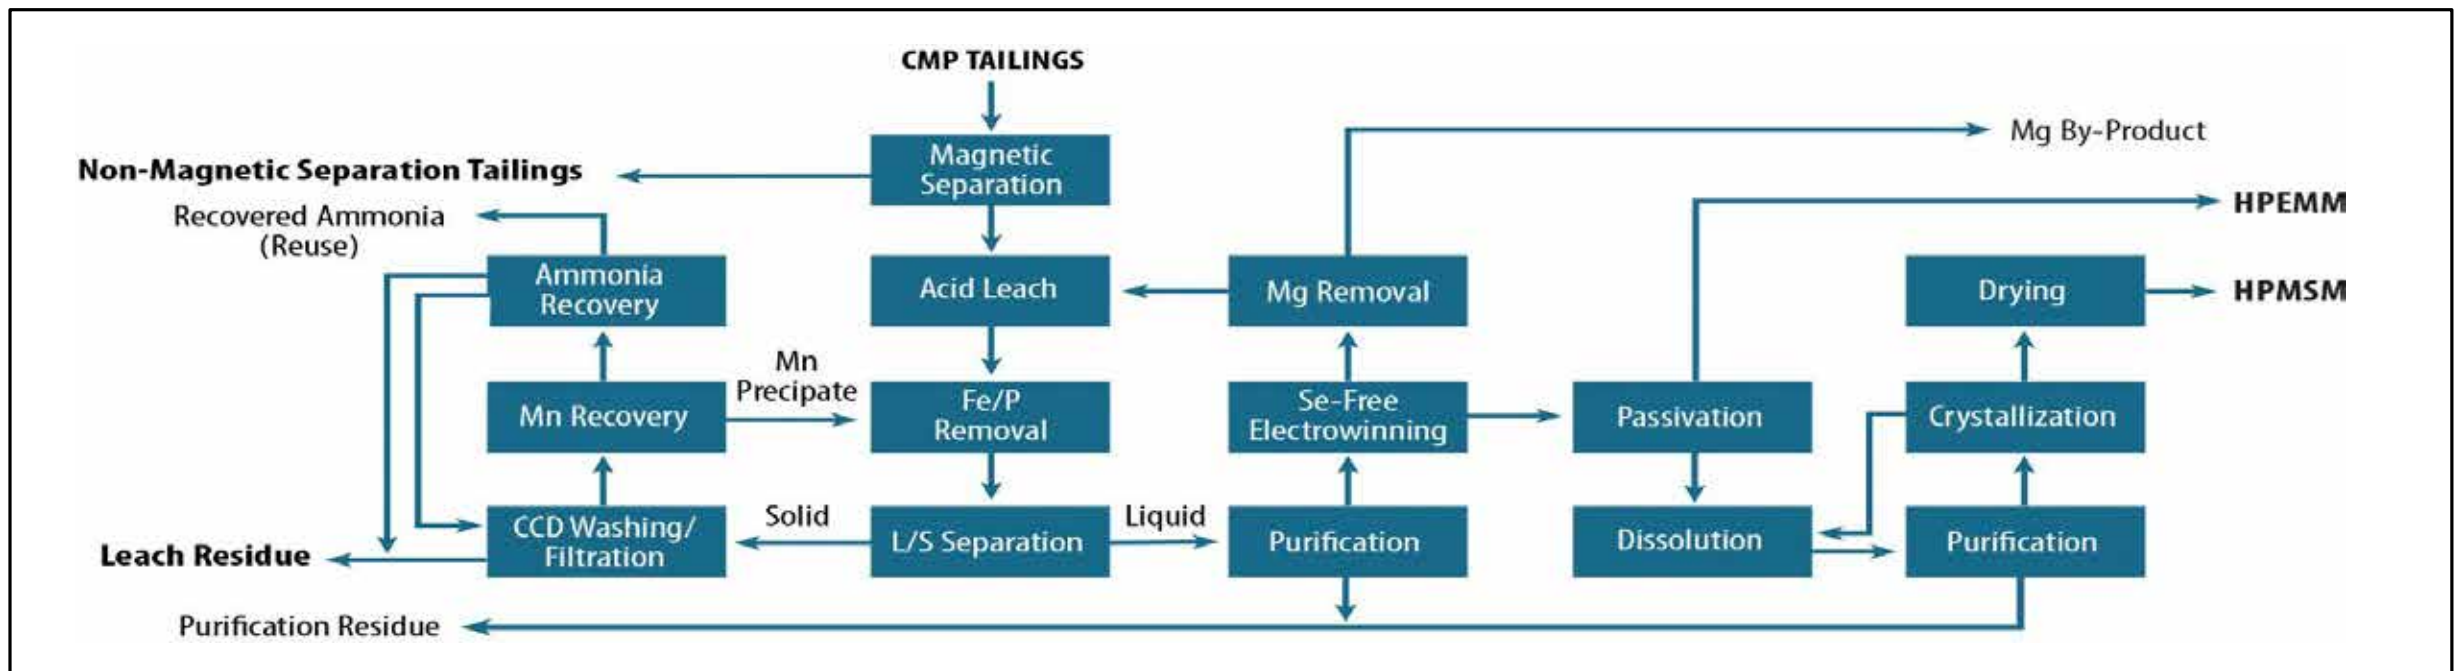 CMP TAILINGS
Mg By-Product
Magnetic
Separation
Non-Magnetic Separation Tailings
HPEMM
Recovered Ammonia
(Reuse)
Ammonia
Recovery
Acid Leach
Mg Removal
Drying
HPMSM
Mn
Precipate
Mn Recovery
Fe/P
Removal
Se-Free
Electrowinning
Passivation
Crystallization
CCD Washing/
Filtration
Solid
L/S Separation
Liquid
Purification
Dissolution
Purification
Leach Residue
Purification Residue